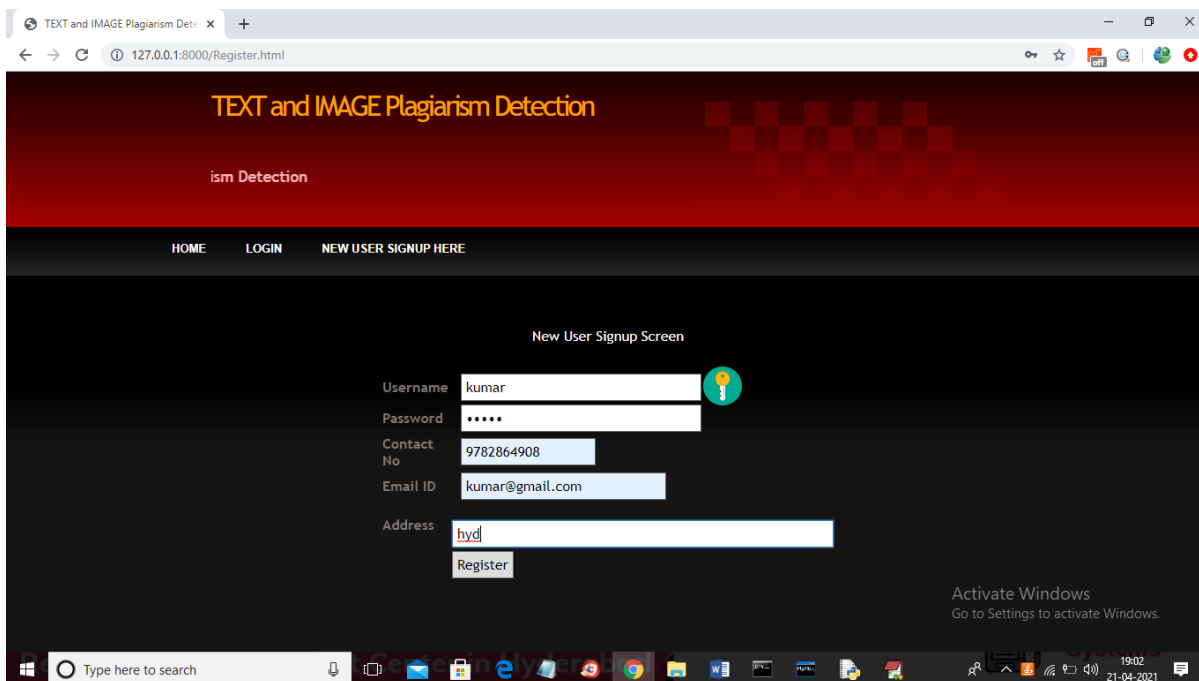 TEXT and IMAGE Plagiarism Dete
127.0.0.1:8000/Register.html
off
TEXT and IMAGE Plagiarism Detection
ism Detection
HOME LOGIN NEW USER SIGNUP HERE
New User Signup Screen
Username kumar
Password •••••
Contact No 9782864908
Email ID kumar@gmail.com
Address hyd
Register
Activate Windows
Go to Settings to activate Windows.
Type here to search
19:02
21-04-2021